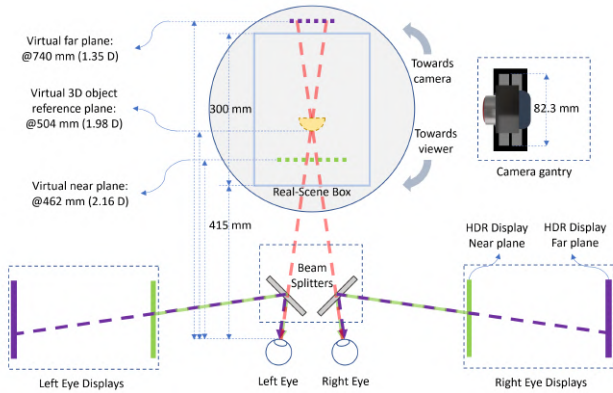 Virtual far plane:
@740 mm (1.35 D)
Virtual 3D object
reference plane:
@504 mm (1.98 D)
Virtual near plane:
@462 mm (2.16 D)
300 mm
415 mm
Real-Scene Box
Towards
camera
Towards
viewer
82.3 mm
Camera gantry
Beam
Splitters
HDR Display
Near plane
HDR Display
Far plane
Left Eye Displays
Left Eye
Right Eye
Right Eye Displays